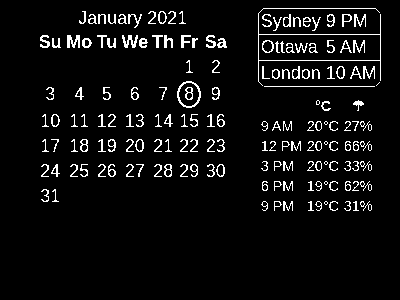 January 2021
Su Mo Tu We Th Fr Sa
1 2
3 4 5 6 7 8 9
10 11 12 13 14 15 16
17 18 19 20 21 22 23
24 25 26 27 28 29 30
31
Sydney 9 PM
Ottawa 5 AM
London 10 AM
°C
9 AM 20°C 27%
12 PM 20°C 66%
3 PM 20°C 33%
6 PM 19°C 62%
9 PM 19°C 31%